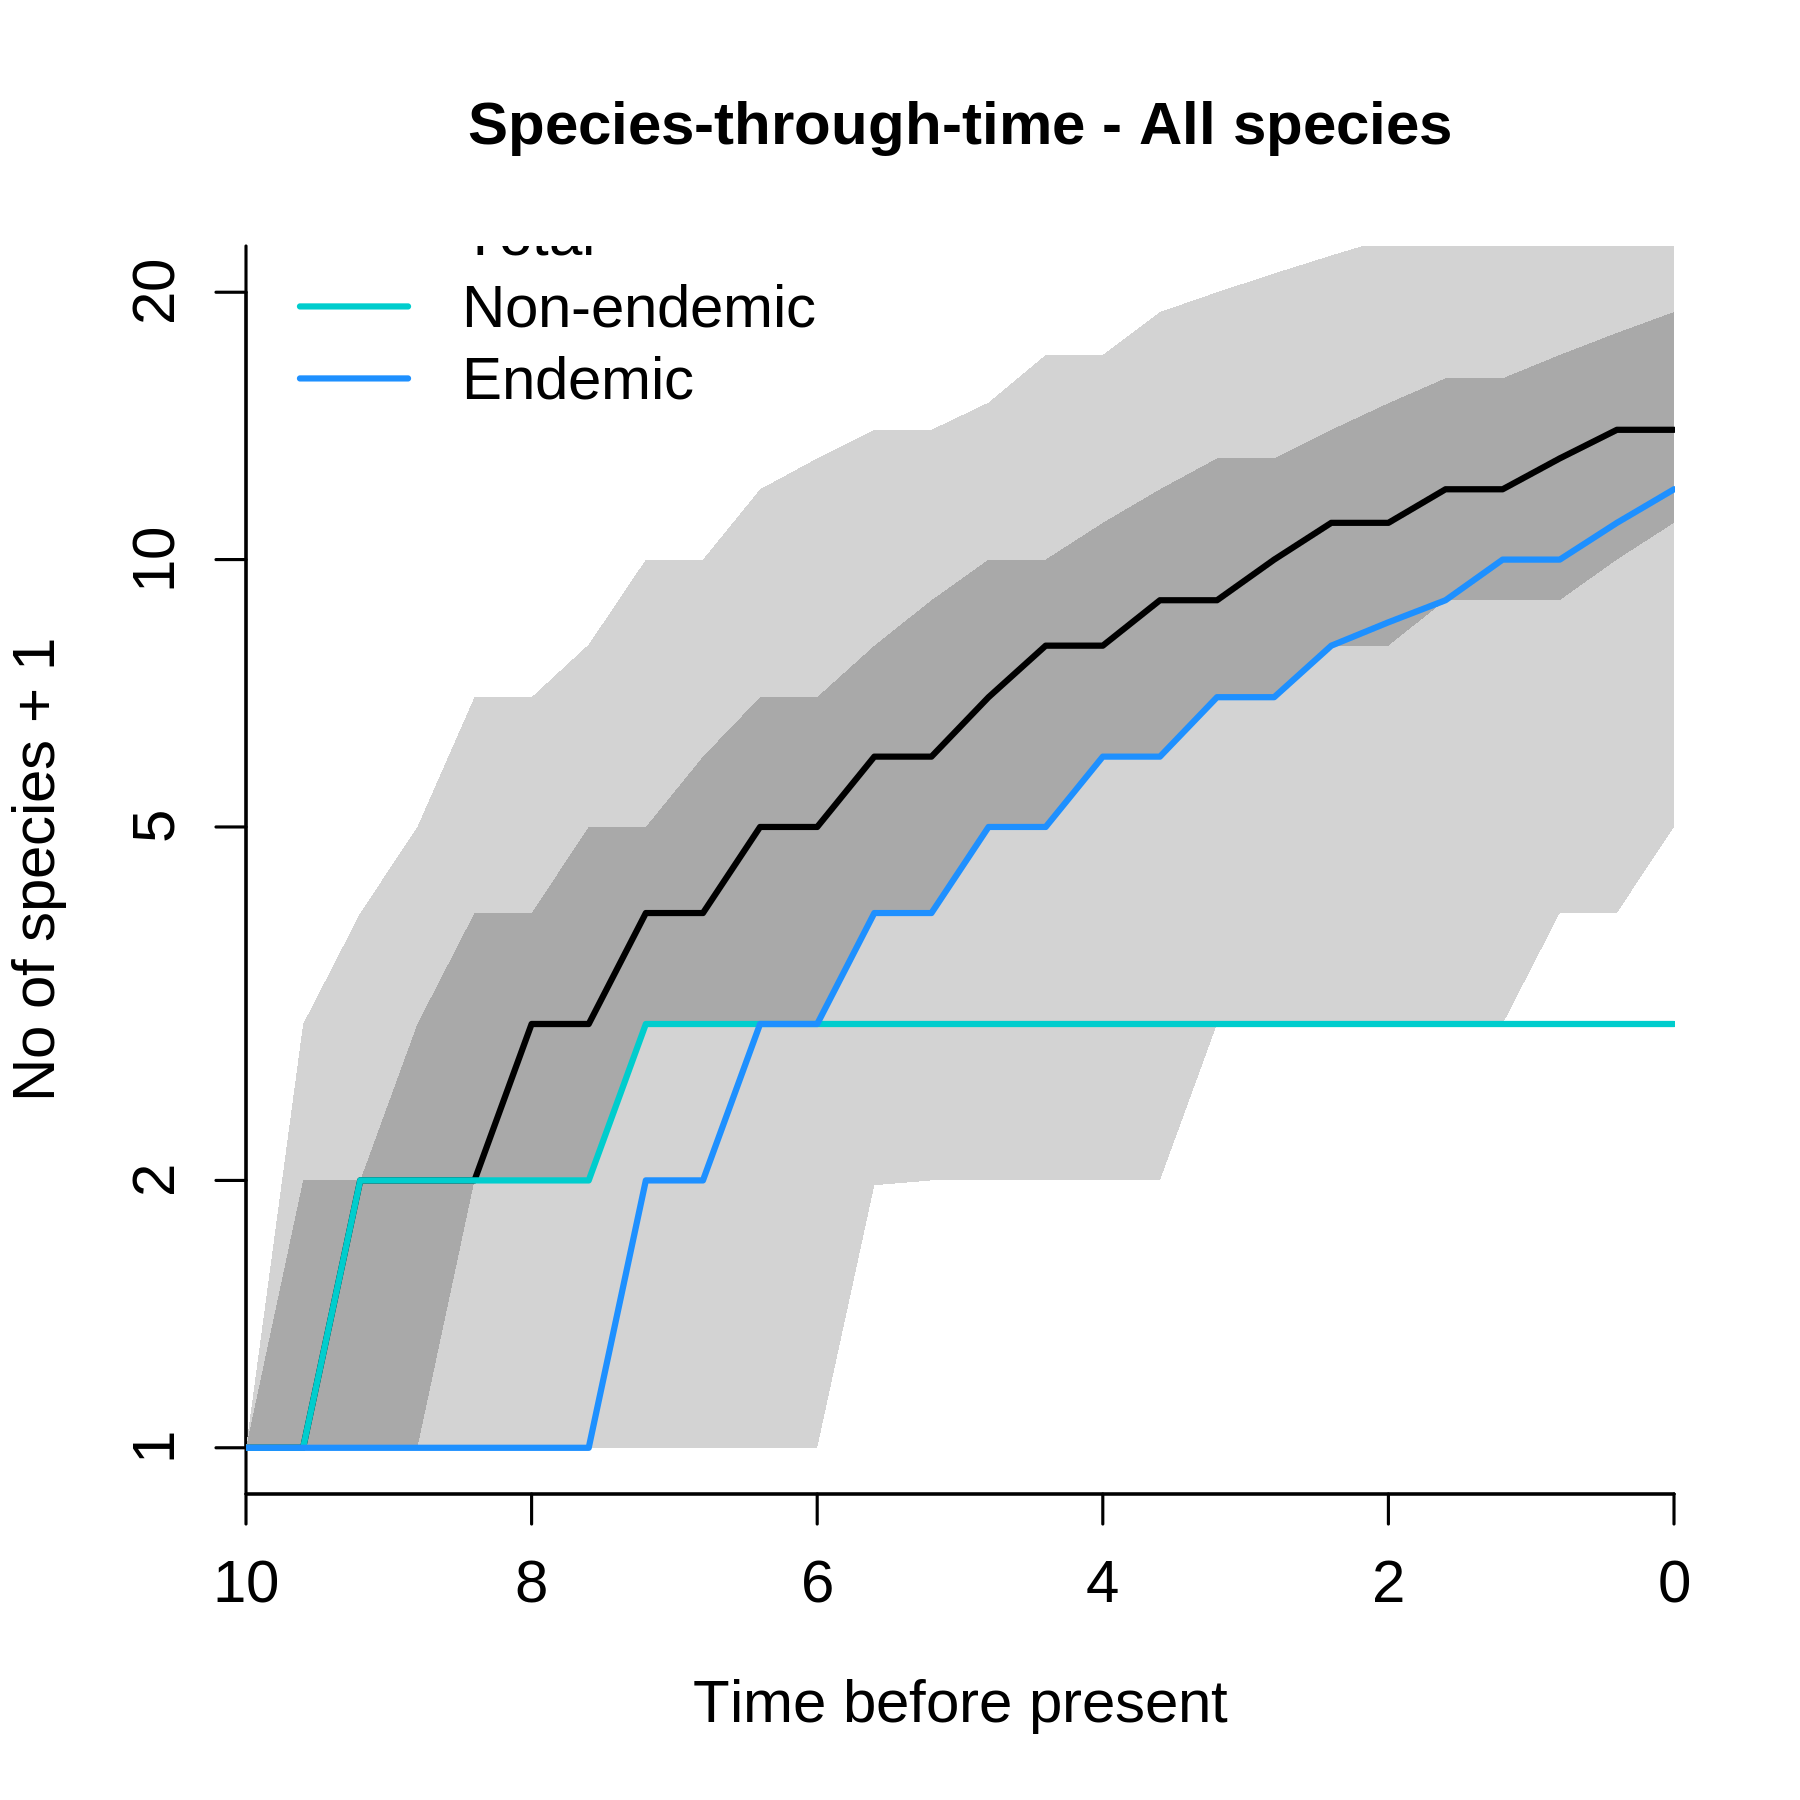 Species-through-time - All species
Total
Non-endemic
Endemic
No of species + 1
20
10
5
2
1
10 8 6 4 2 0
Time before present